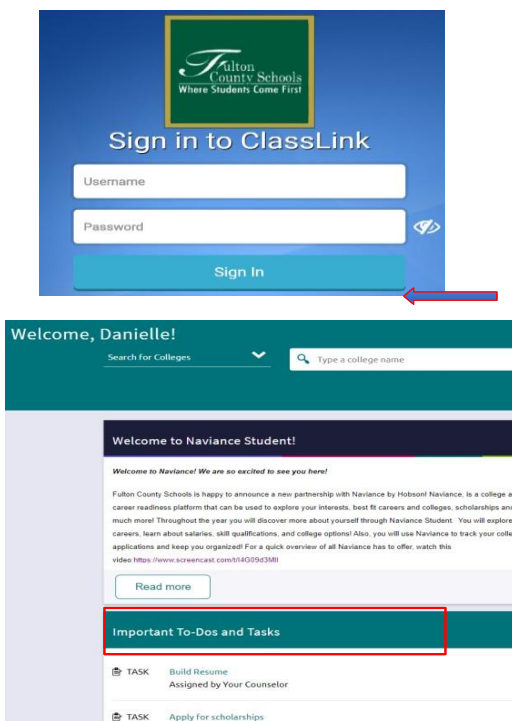 Fulton
County Schools
Where Students Come First
Sign in to ClassLink
Username
Password
Sign In
Welcome, Danielle!
Search for Colleges
Type a college name
Welcome to Naviance Student!
Welcome to Naviance! We are so excited to see you here!
Fulton County Schools is happy to announce a new partnership with Naviance by Hobson! Naviance, is a college a
career readiness platform that can be used to explore your interests, best fit careers and colleges, scholarships and
much more! Throughout the year you will discover more about yourself through Naviance Student. You will explore
careers, learn about salaries, skill qualifications, and college options! Also, you will use Naviance to track your colle
applications and keep you organized! For a quick overview of all Naviance has to offer, watch this
video:
Read more
Important To-Dos and Tasks
TASK Build Resume
Assigned by Your Counselor
TASK Apply for scholarships